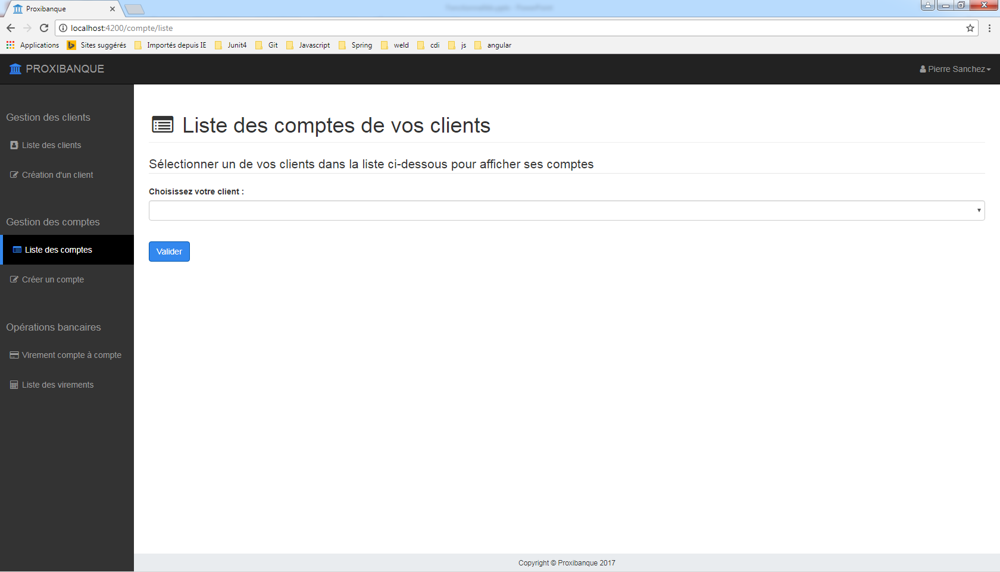 Proxibanque
localhost:4200/compte/liste
Applications Sites suggérés Importés depuis IE Junit4 Git Javascript Spring weld cdi js angular
PROXIBANQUE
Pierre Sanchez
Gestion des clients
Liste des clients
Création d'un client
Gestion des comptes
Liste des comptes
Créer un compte
Opérations bancaires
Virement compte à compte
Liste des virements
Liste des comptes de vos clients
Sélectionner un de vos clients dans la liste ci-dessous pour afficher ses comptes
Choisissez votre client :
Valider
Copyright © Proxibanque 2017